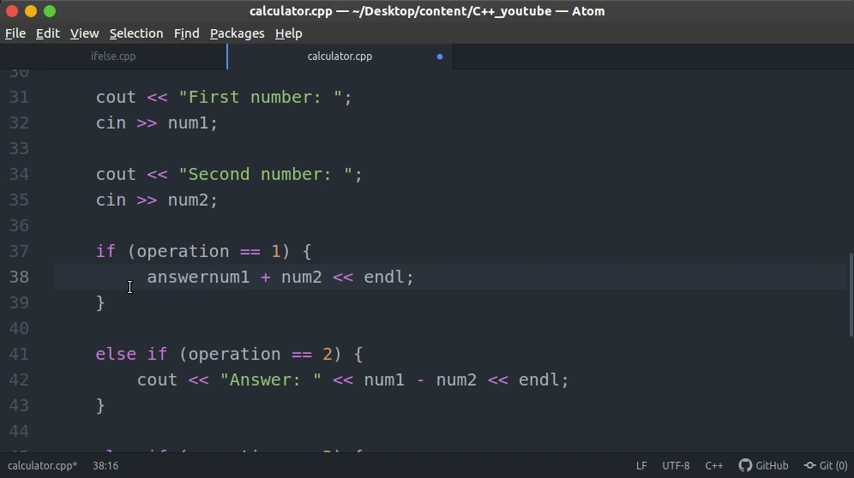 calculator.cpp — ~/Desktop/content/C++_youtube — Atom
File Edit View Selection Find Packages Help
ifelse.cpp calculator.cpp
30
31 cout << "First number: ";
32 cin >> num1;
33
34 cout << "Second number: ";
35 cin >> num2;
36
37 if (operation == 1) {
38 answernum1 + num2 << endl;
39 }
40
41 else if (operation == 2) {
42 cout << "Answer: " << num1 - num2 << endl;
43 }
44
calculator.cpp* 38:16 LF UTF-8 C++ GitHub Git (0)